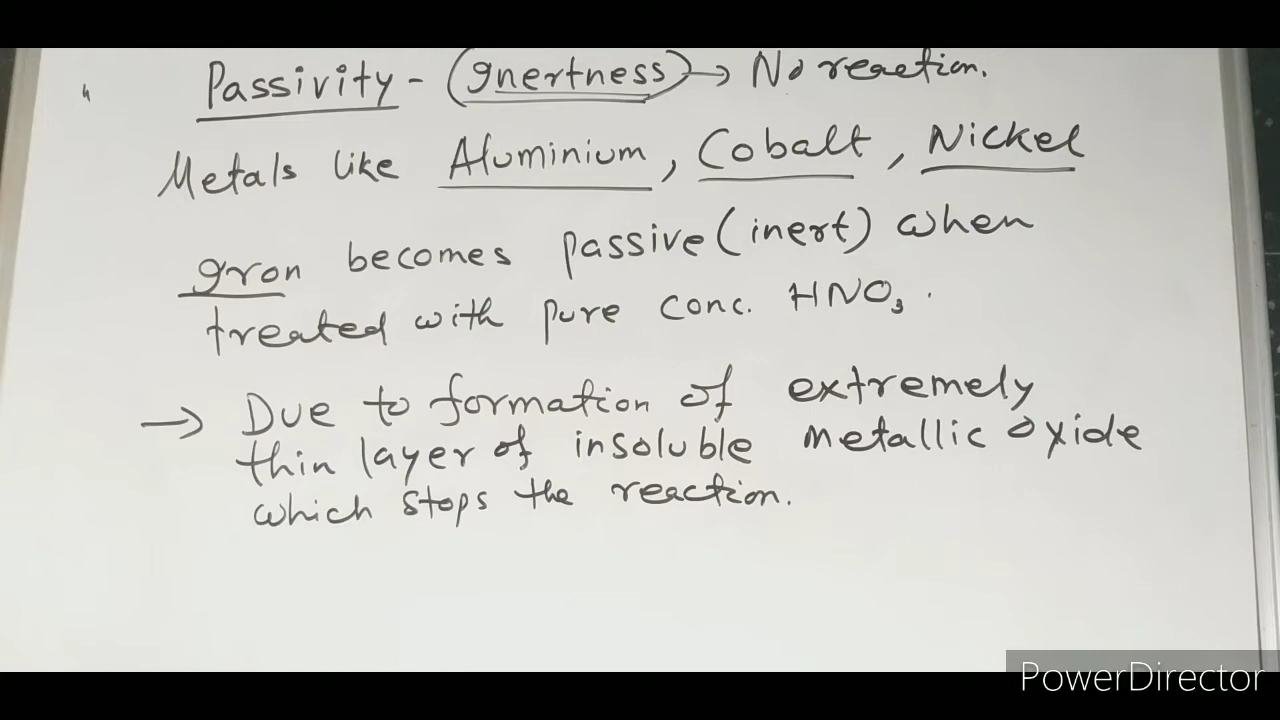 Passivity - (Inertness) → No reaction.
Metals like Aluminium, Cobalt, Nickel
Iron becomes passive (inert) when
treated with pure conc. HNO₃.
→ Due to formation of extremely
thin layer of insoluble metallic oxide
which stops the reaction.
PowerDirector